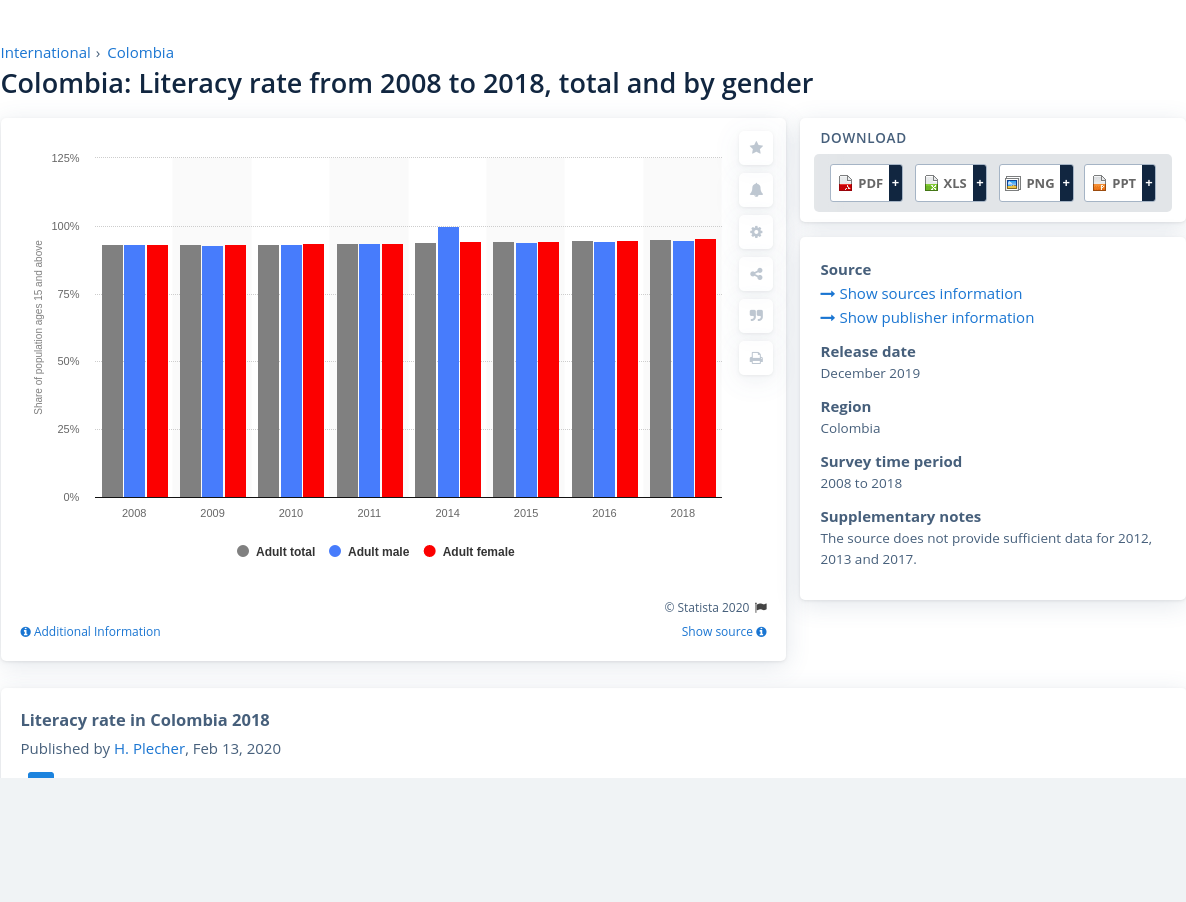 International › Colombia
Colombia: Literacy rate from 2008 to 2018, total and by gender
125%
100%
75%
50%
25%
0%
Share of population ages 15 and above
2008 2009 2010 2011 2014 2015 2016 2018
Adult total Adult male Adult female
© Statista 2020
Additional Information
Show source
DOWNLOAD
PDF + XLS + PNG + PPT +
Source
Show sources information
Show publisher information
Release date
December 2019
Region
Colombia
Survey time period
2008 to 2018
Supplementary notes
The source does not provide sufficient data for 2012,
2013 and 2017.
Literacy rate in Colombia 2018
Published by H. Plecher, Feb 13, 2020